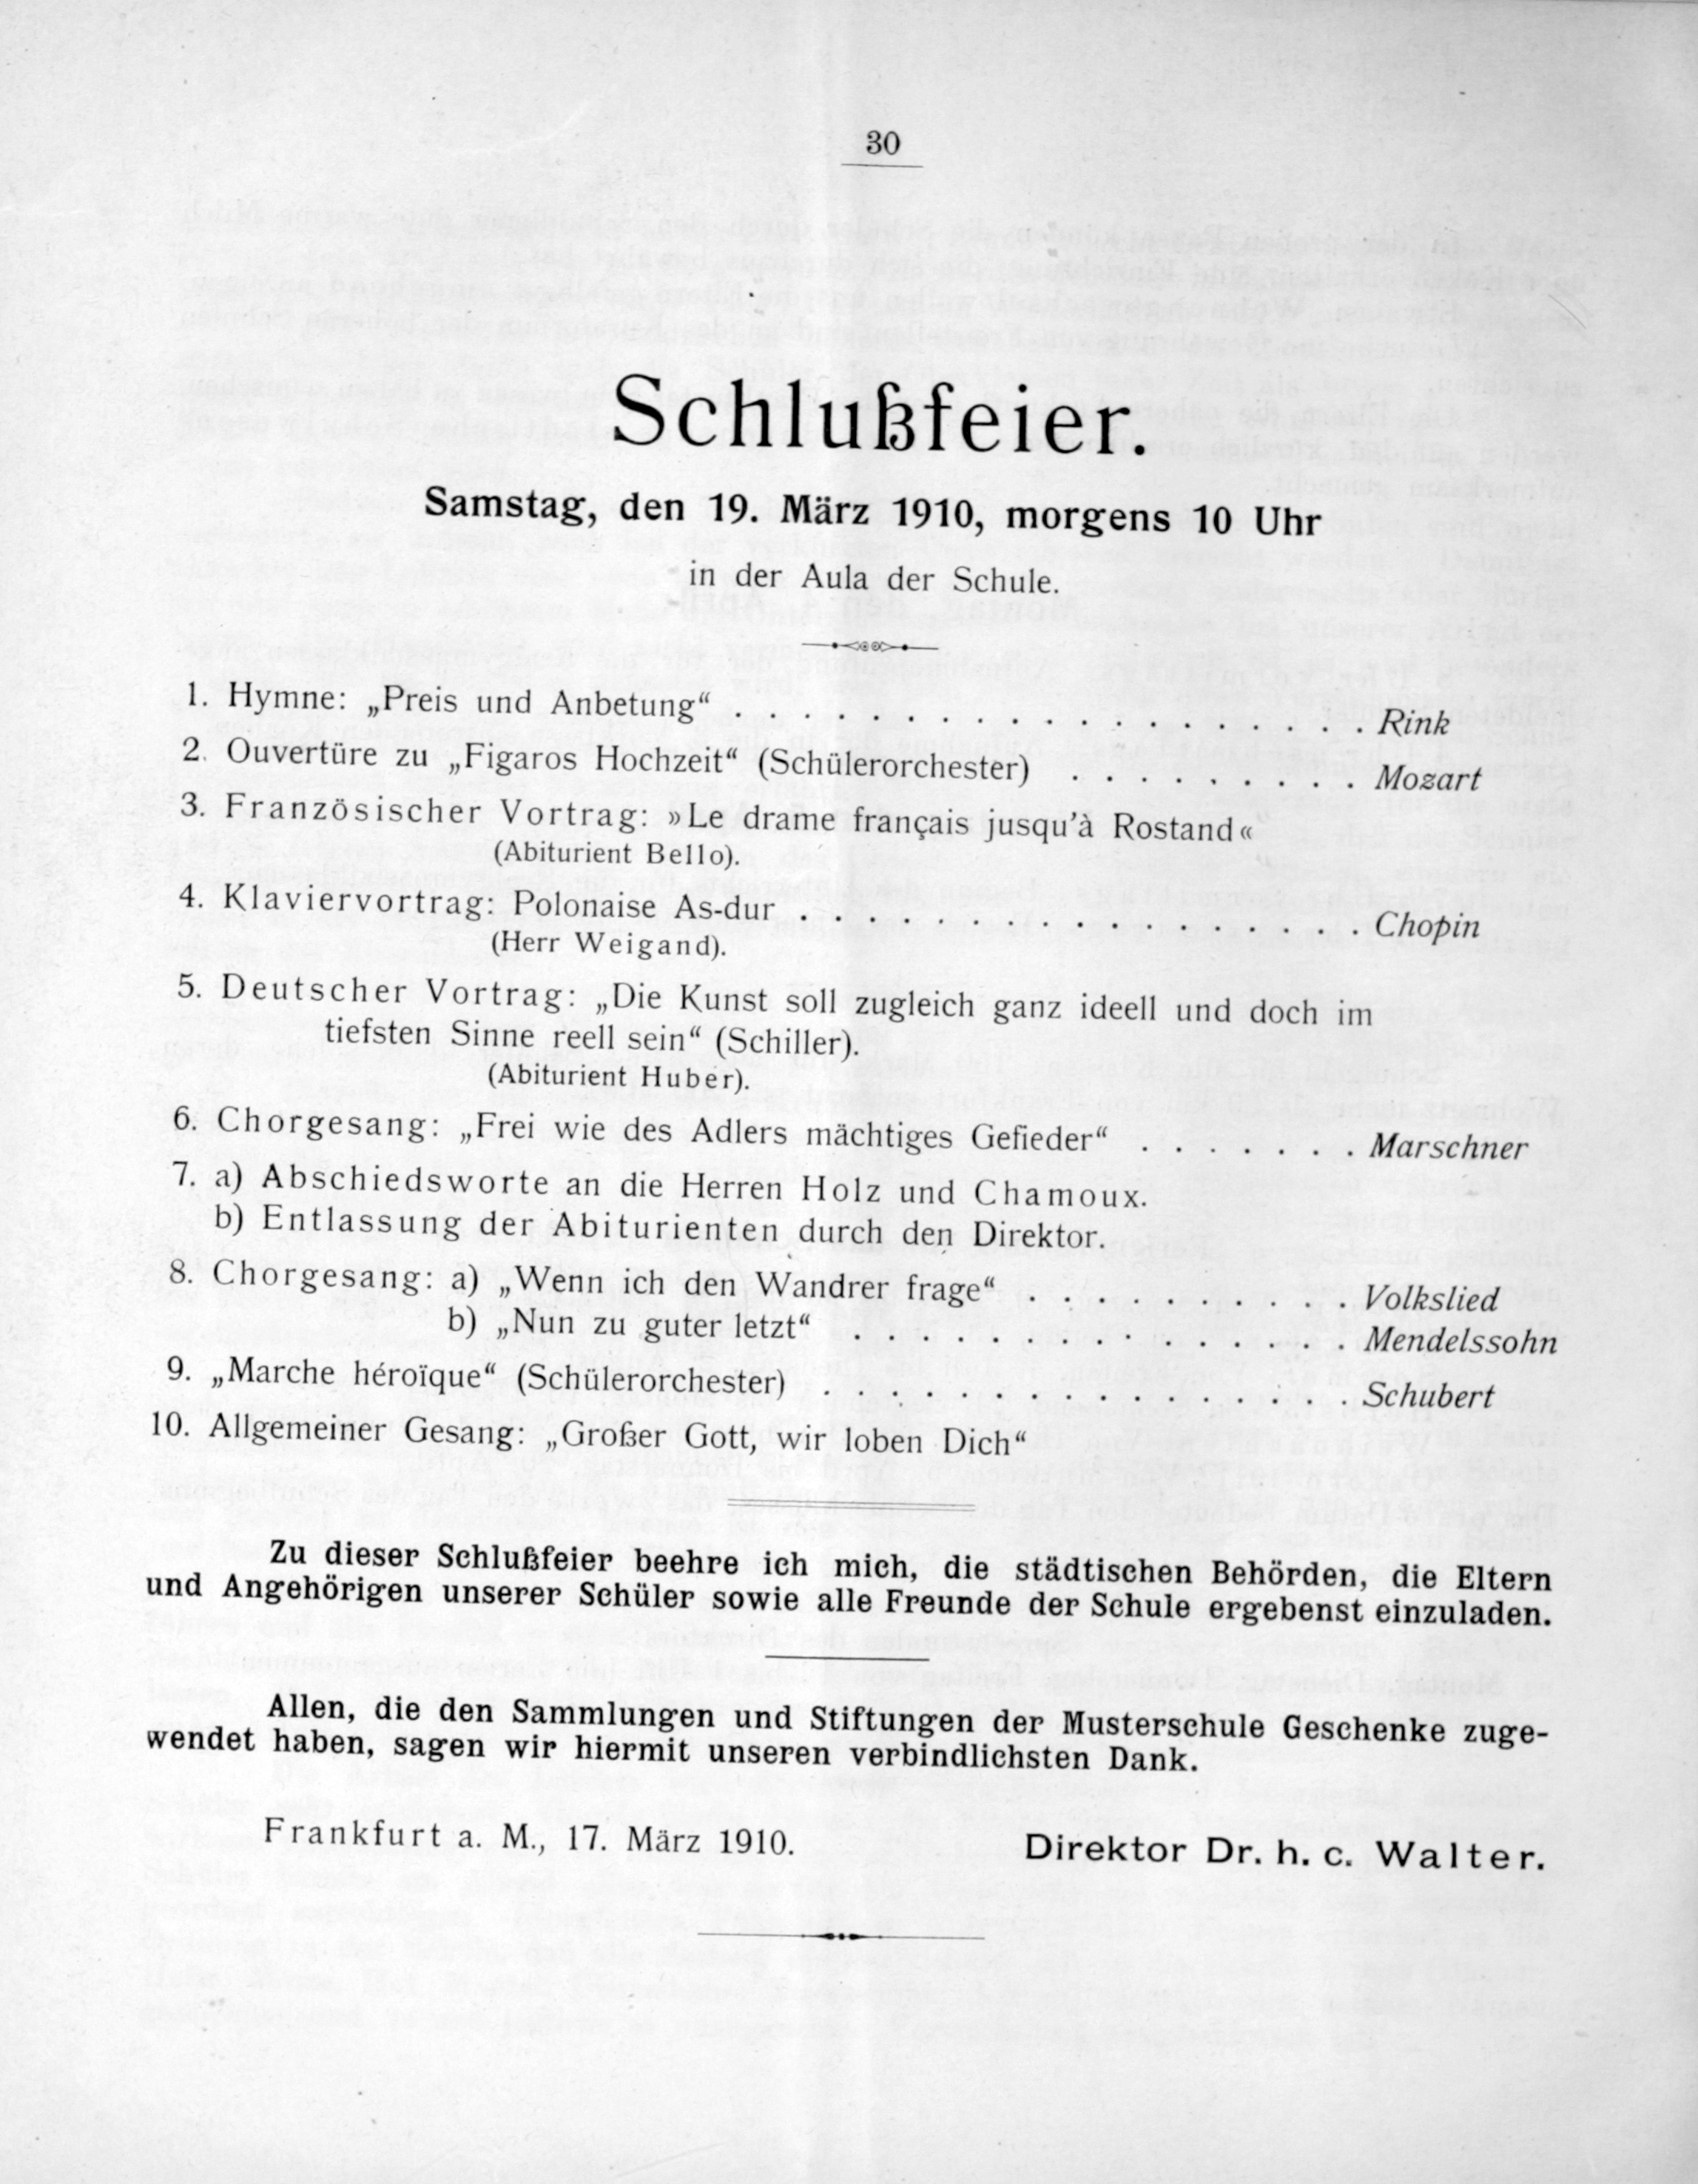 30
Schlußfeier.
Samstag, den 19. März 1910, morgens 10 Uhr
in der Aula der Schule.
1. Hymne: „Preis und Anbetung“ . . . . . . . . . . . . . . . . . . . Rink
2. Ouvertüre zu „Figaros Hochzeit“ (Schülerorchester) . . . . . . . . . Mozart
3. Französischer Vortrag: »Le drame français jusqu’à Rostand«
(Abiturient Bello).
4. Klaviervortrag: Polonaise As-dur . . . . . . . . . . . . . . . . . Chopin
(Herr Weigand).
5. Deutscher Vortrag: „Die Kunst soll zugleich ganz ideell und doch im
tiefsten Sinne reell sein“ (Schiller).
(Abiturient Huber).
6. Chorgesang: „Frei wie des Adlers mächtiges Gefieder“ . . . . . . . Marschner
7. a) Abschiedsworte an die Herren Holz und Chamoux.
b) Entlassung der Abiturienten durch den Direktor.
8. Chorgesang: a) „Wenn ich den Wandrer frage“ . . . . . . . . . . Volkslied
b) „Nun zu guter letzt“ . . . . . . . . . . . . . . . Mendelssohn
9. „Marche héroïque“ (Schülerorchester) . . . . . . . . . . . . . . . . Schubert
10. Allgemeiner Gesang: „Großer Gott, wir loben Dich“
Zu dieser Schlußfeier beehre ich mich, die städtischen Behörden, die Eltern
und Angehörigen unserer Schüler sowie alle Freunde der Schule ergebenst einzuladen.
Allen, die den Sammlungen und Stiftungen der Musterschule Geschenke zuge-
wendet haben, sagen wir hiermit unseren verbindlichsten Dank.
Frankfurt a. M., 17. März 1910. Direktor Dr. h. c. Walter.